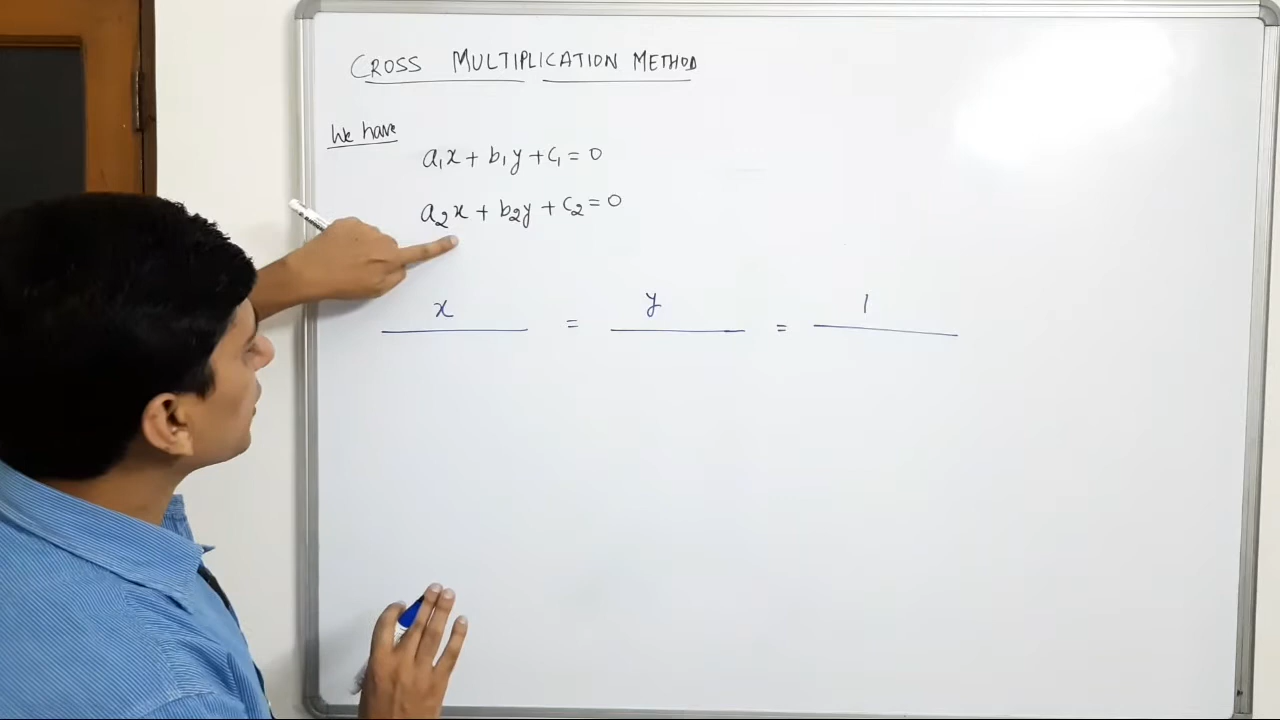 CROSS MULTIPLICATION METHOD
We have
a₁x + b₁y + c₁ = 0
a₂x + b₂y + c₂ = 0
x = y = 1